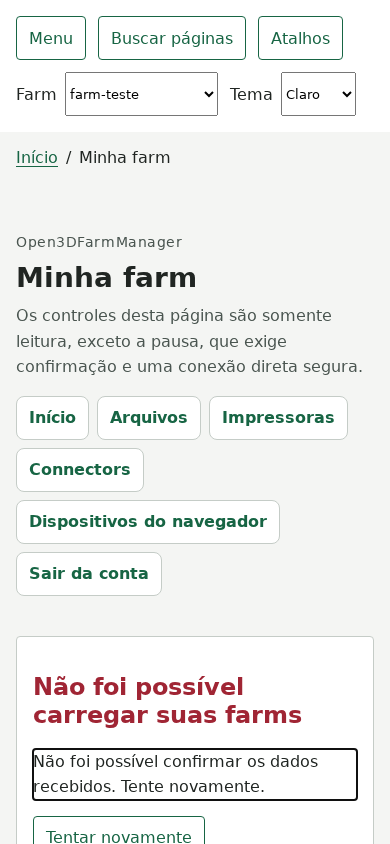 Menu
Buscar páginas
Atalhos
Farm
farm-teste
Tema
Claro
Início / Minha farm
Open3DFarmManager
Minha farm
Os controles desta página são somente
leitura, exceto a pausa, que exige
confirmação e uma conexão direta segura.
Início
Arquivos
Impressoras
Connectors
Dispositivos do navegador
Sair da conta
Não foi possível
carregar suas farms
Não foi possível confirmar os dados
recebidos. Tente novamente.
Tentar novamente